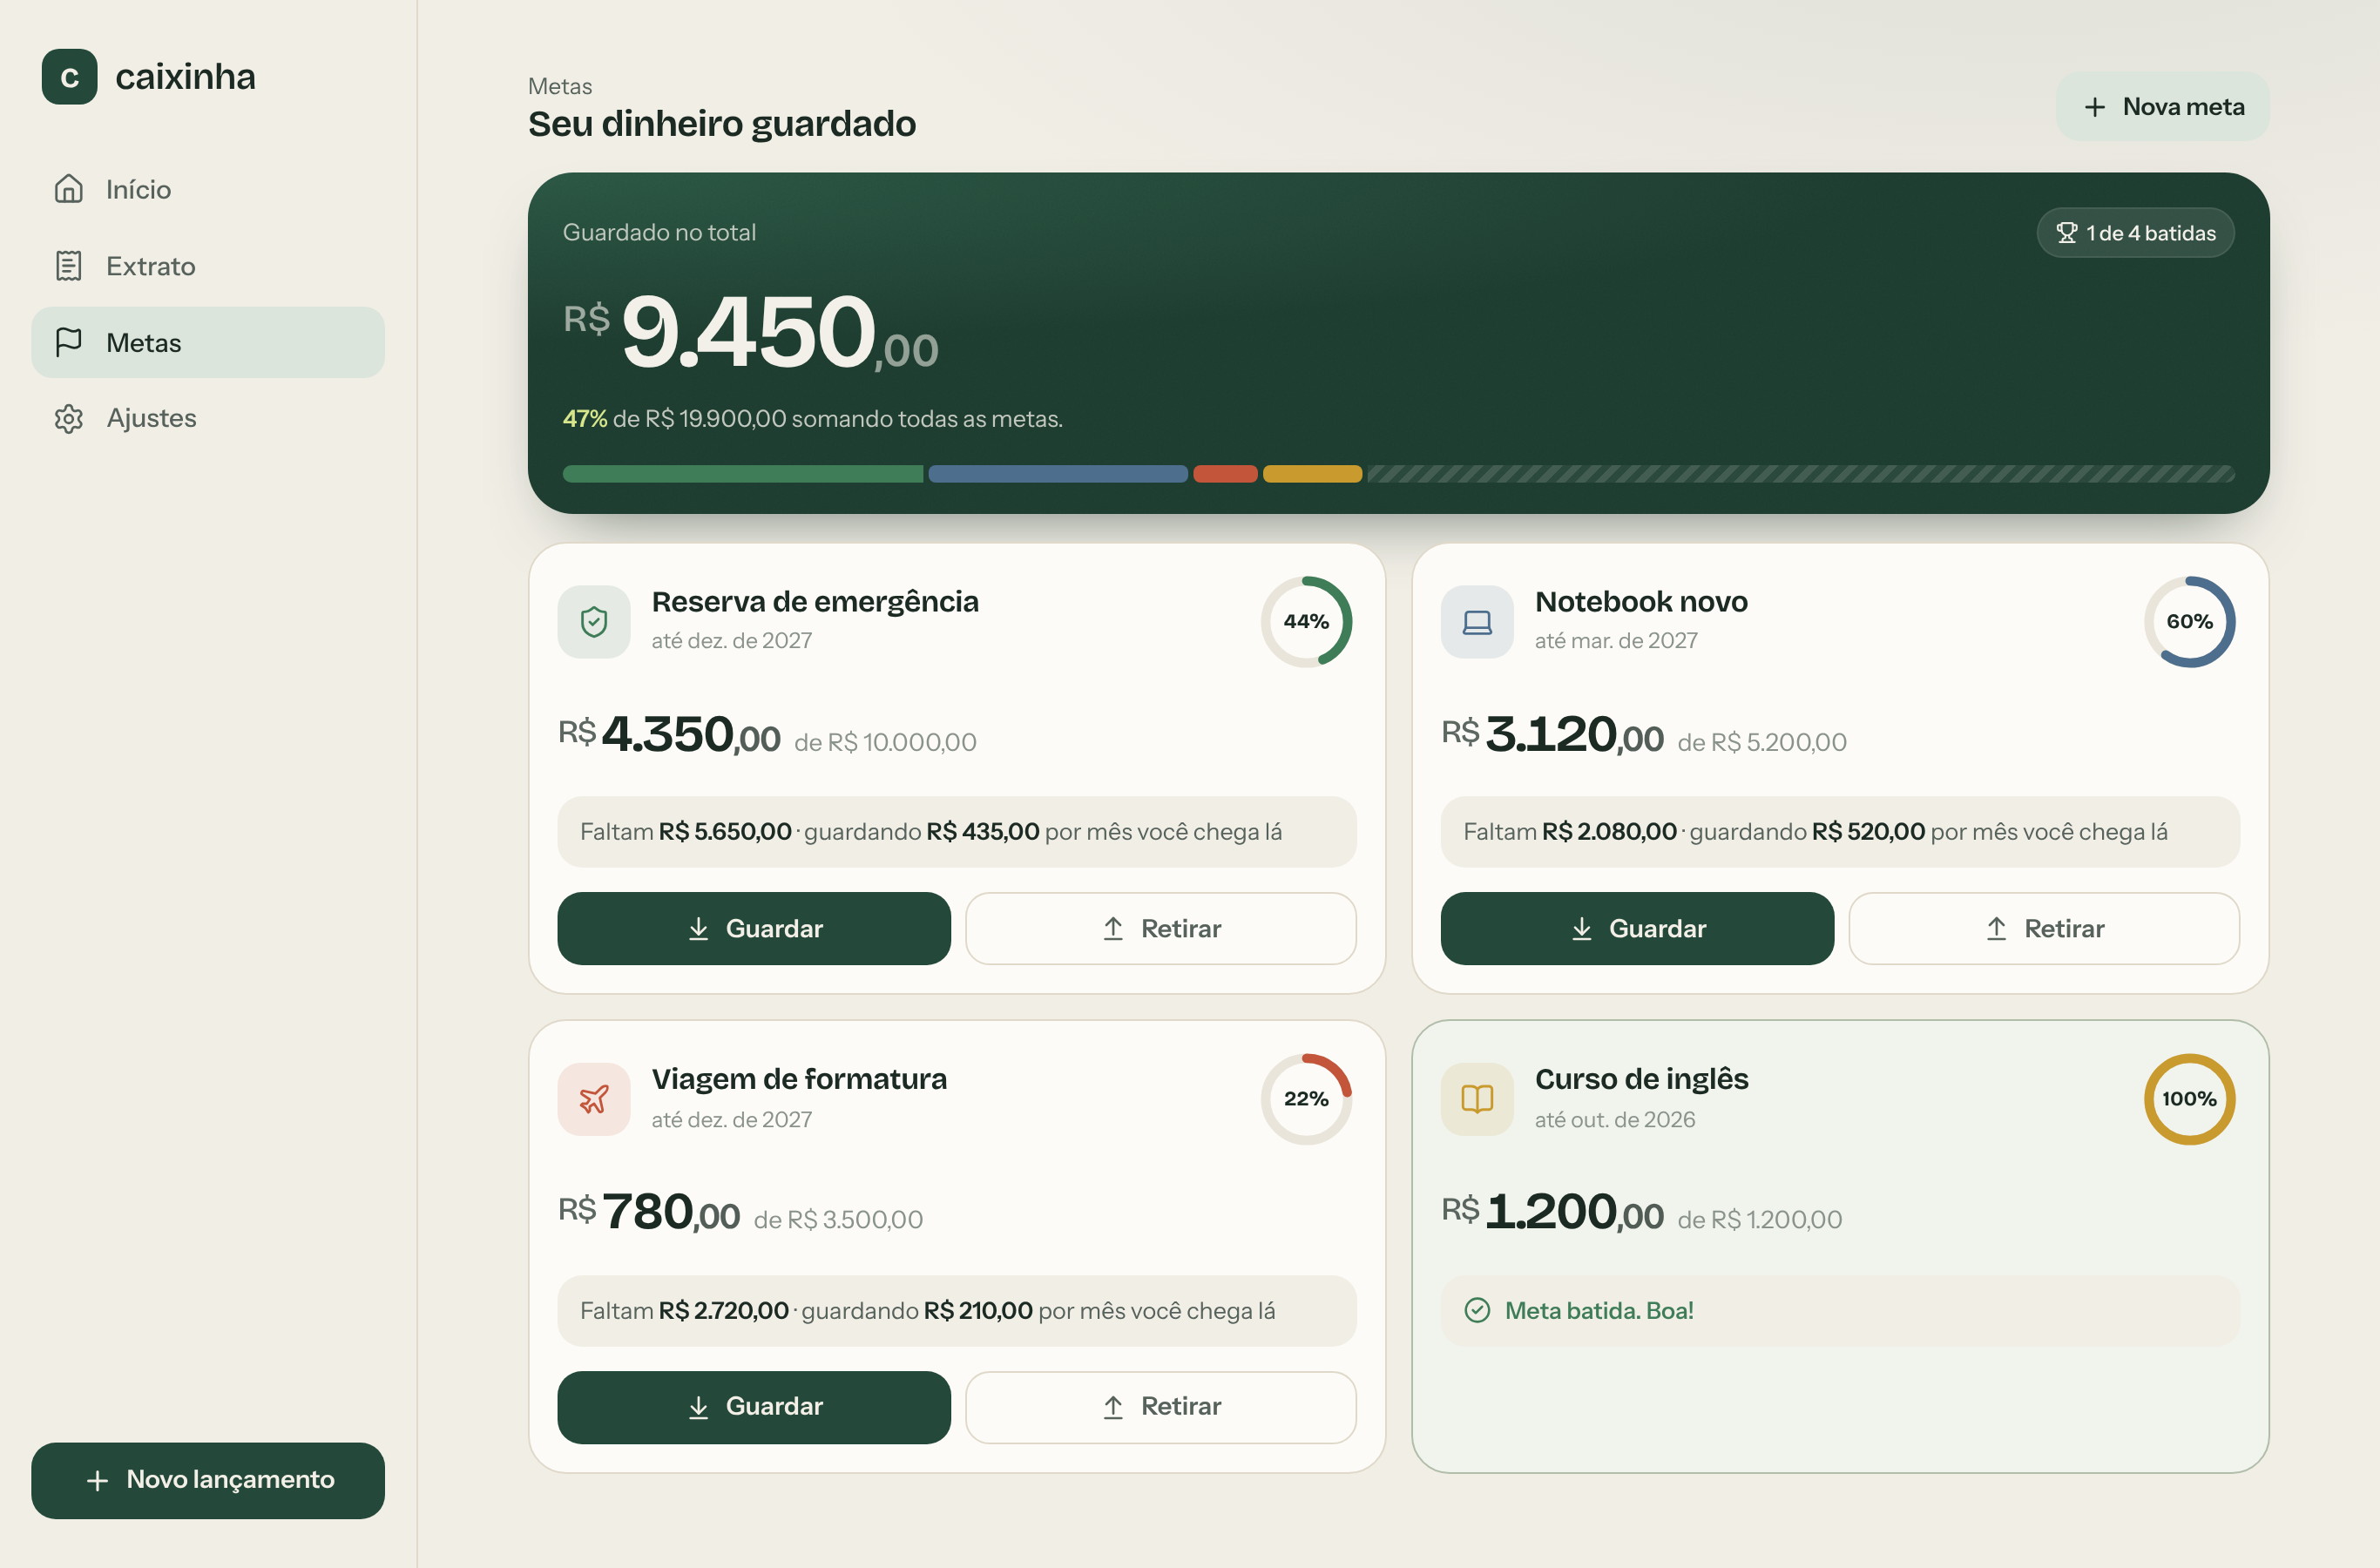 c caixinha
Início
Extrato
Metas
Ajustes
Novo lançamento
Metas
Seu dinheiro guardado
Nova meta
Guardado no total
1 de 4 batidas
R$ 9.450,00
47% de R$ 19.900,00 somando todas as metas.
Reserva de emergência
até dez. de 2027
44%
R$ 4.350,00 de R$ 10.000,00
Faltam R$ 5.650,00 · guardando R$ 435,00 por mês você chega lá
Guardar
Retirar
Notebook novo
até mar. de 2027
60%
R$ 3.120,00 de R$ 5.200,00
Faltam R$ 2.080,00 · guardando R$ 520,00 por mês você chega lá
Guardar
Retirar
Viagem de formatura
até dez. de 2027
22%
R$ 780,00 de R$ 3.500,00
Faltam R$ 2.720,00 · guardando R$ 210,00 por mês você chega lá
Guardar
Retirar
Curso de inglês
até out. de 2026
100%
R$ 1.200,00 de R$ 1.200,00
Meta batida. Boa!